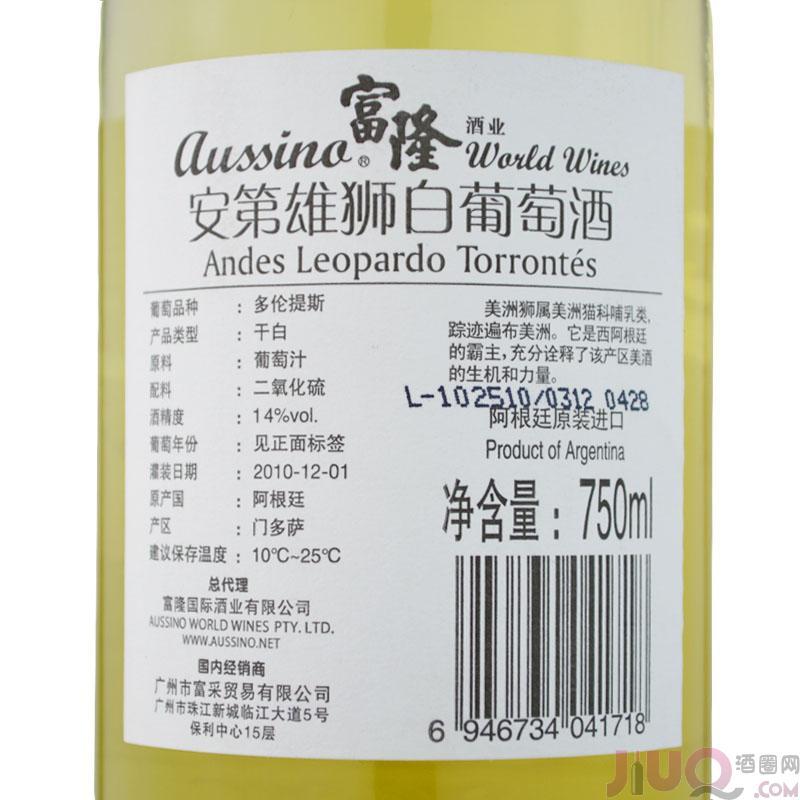 aussino® 富隆 酒业 World Wines
安第雄狮白葡萄酒
Andes Leopardo Torrontés
葡萄品种 : 多伦提斯
产品类型 : 干白
原料 : 葡萄汁
配料 : 二氧化硫
酒精度 : 14%vol.
葡萄年份 : 见正面标签
灌装日期 : 2010-12-01
原产国 : 阿根廷
产区 : 门多萨
建议保存温度 : 10℃~25℃
总代理
富隆国际酒业有限公司
AUSSINO WORLD WINES PTY. LTD.
WWW.AUSSINO.NET
国内经销商
广州市富采贸易有限公司
广州市珠江新城临江大道5号
保利中心15层
美洲狮属美洲猫科哺乳类,
踪迹遍布美洲。它是西阿根廷
的霸主,充分诠释了该产区美酒
的生机和力量。
L-102510/0312 0428
阿根廷原装进口
Product of Argentina
净含量:750ml
6 946734 041718
JIUQ酒圈网
.com